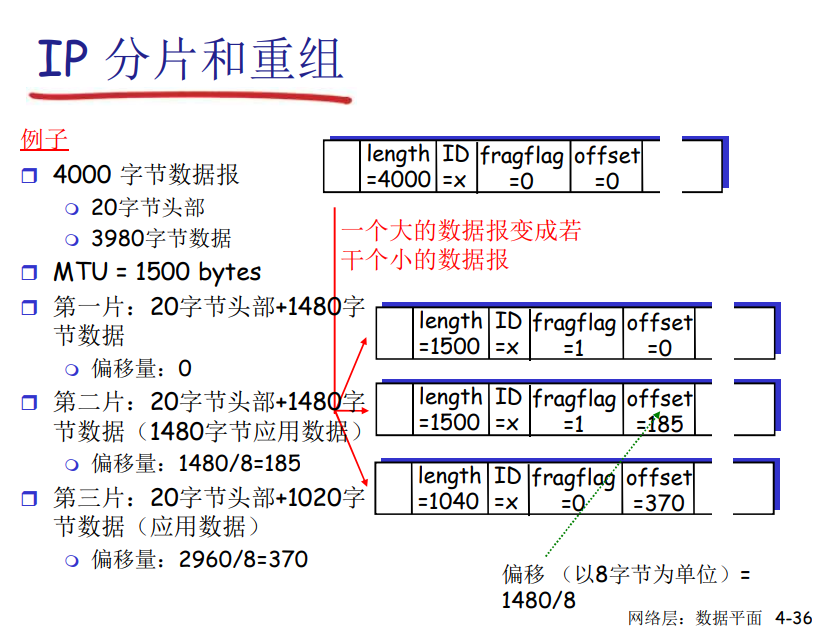 IP 分片和重组
例子
4000 字节数据报
20字节头部
3980字节数据
MTU = 1500 bytes
第一片：20字节头部+1480字
节数据
偏移量：0
第二片：20字节头部+1480字
节数据（1480字节应用数据）
偏移量：1480/8=185
第三片：20字节头部+1020字
节数据（应用数据）
偏移量：2960/8=370
length ID fragflag offset
=4000 =x =0 =0
一个大的数据报变成若
干个小的数据报
length ID fragflag offset
=1500 =x =1 =0
length ID fragflag offset
=1500 =x =1 =185
length ID fragflag offset
=1040 =x =0 =370
偏移 （以8字节为单位）=
1480/8
网络层：数据平面 4-36